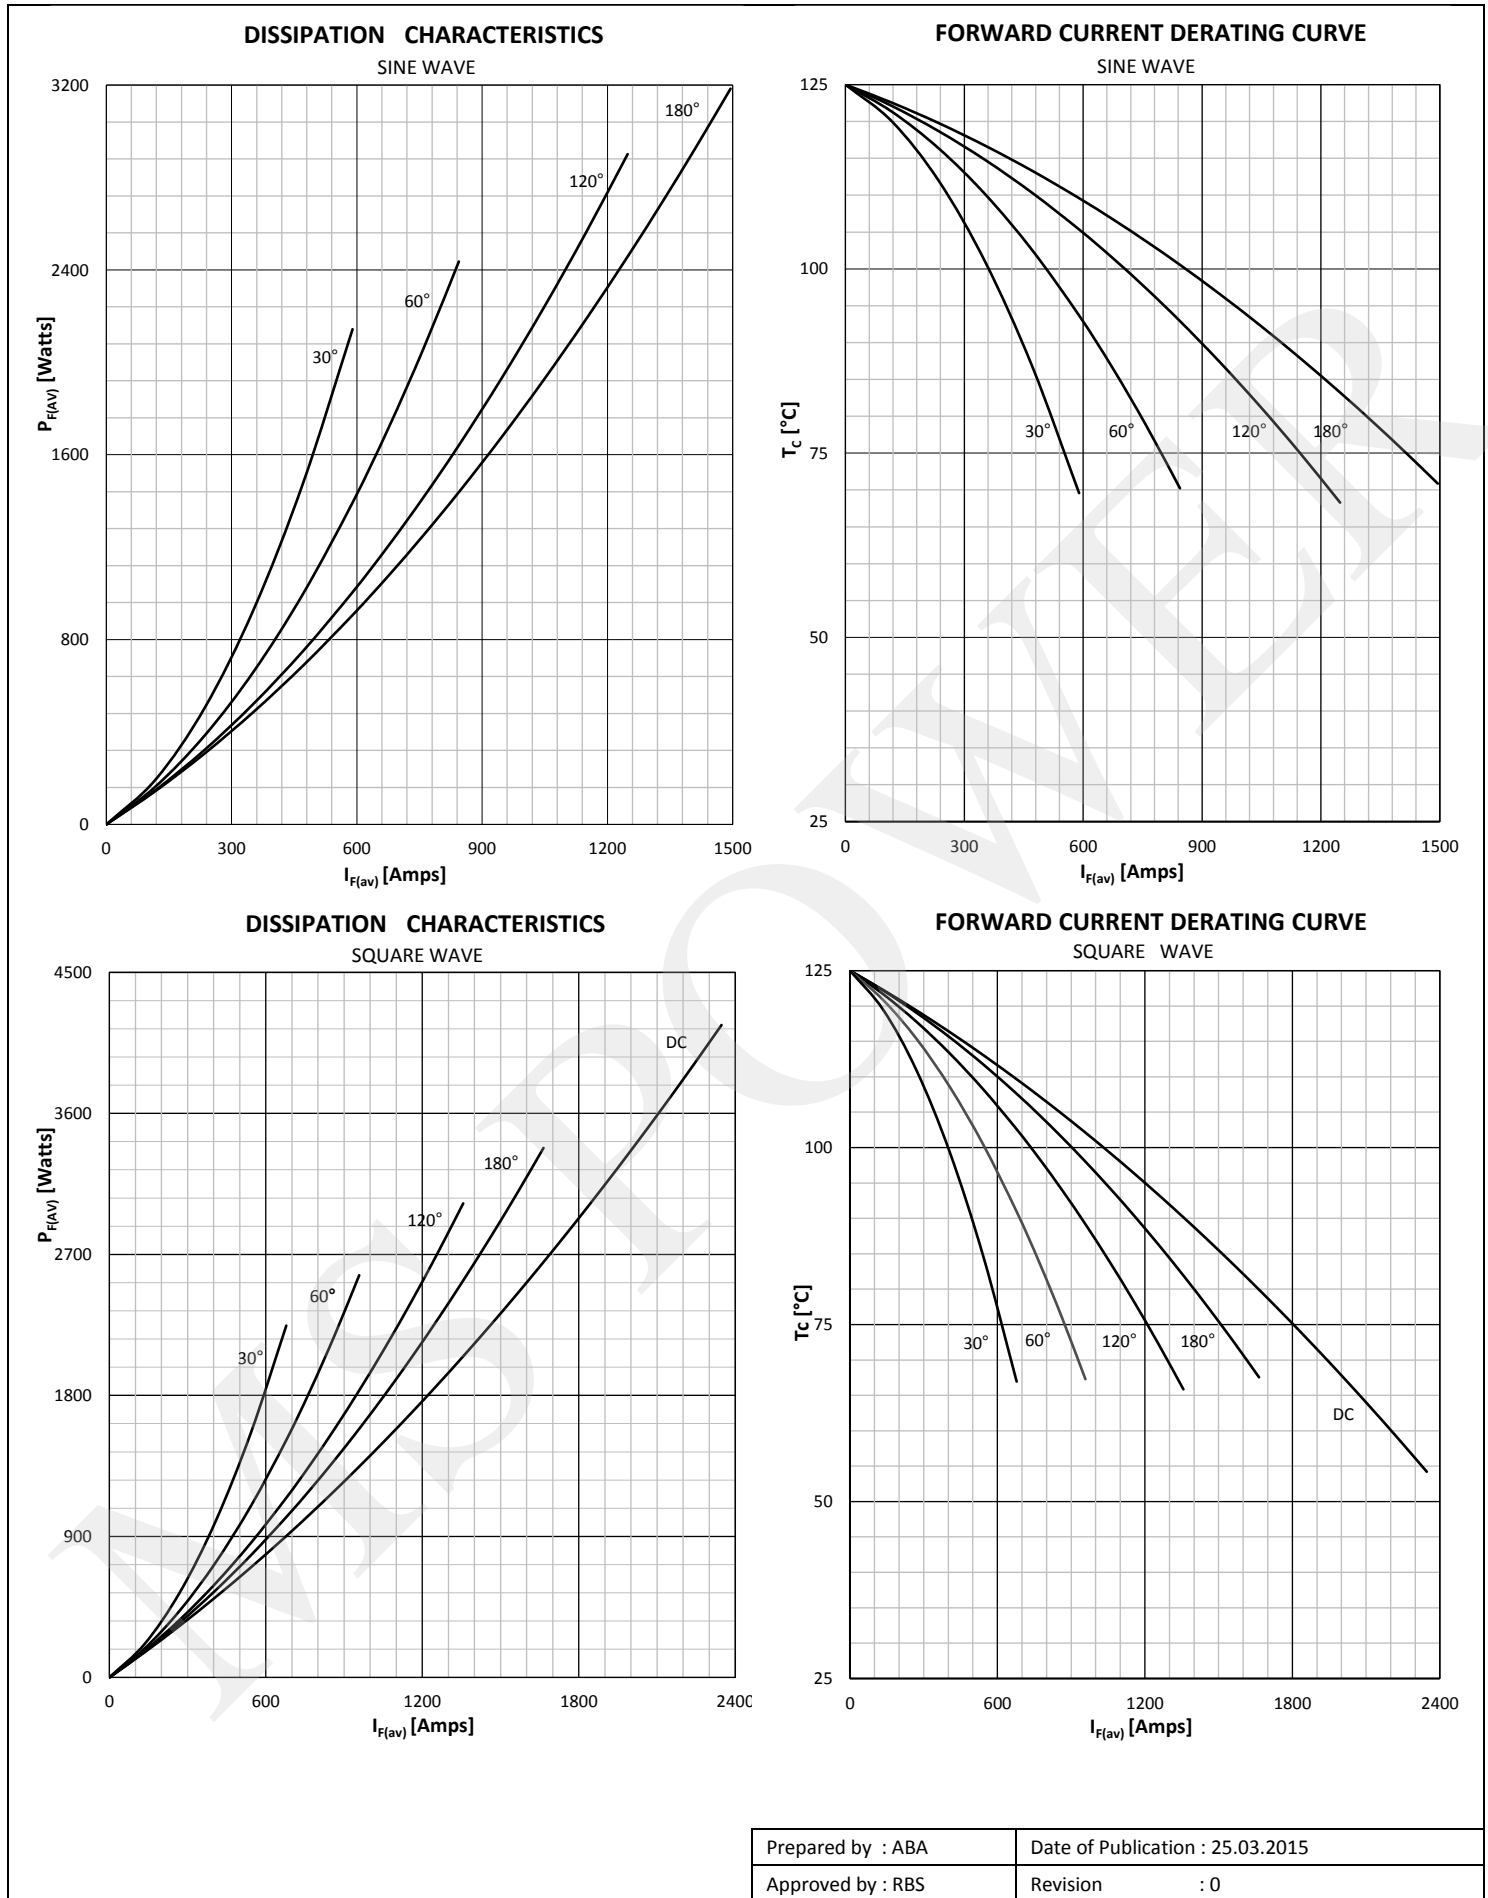 DISSIPATION CHARACTERISTICS
SINE WAVE
3200
2400
1600
800
0
P F(AV) [Watts]
30°
60°
120°
180°
0 300 600 900 1200 1500
I F(av) [Amps]
FORWARD CURRENT DERATING CURVE
SINE WAVE
125
100
75
50
25
T C [°C]
30° 60° 120° 180°
0 300 600 900 1200 1500
I F(av) [Amps]
DISSIPATION CHARACTERISTICS
SQUARE WAVE
4500
3600
2700
1800
900
0
P F(AV) [Watts]
30°
60°
120°
180°
DC
0 600 1200 1800 2400
I F(av) [Amps]
FORWARD CURRENT DERATING CURVE
SQUARE WAVE
125
100
75
50
25
Tc [°C]
30° 60° 120° 180°
DC
0 600 1200 1800 2400
I F(av) [Amps]
MS POWER
Prepared by : ABA Date of Publication : 25.03.2015
Approved by : RBS Revision : 0